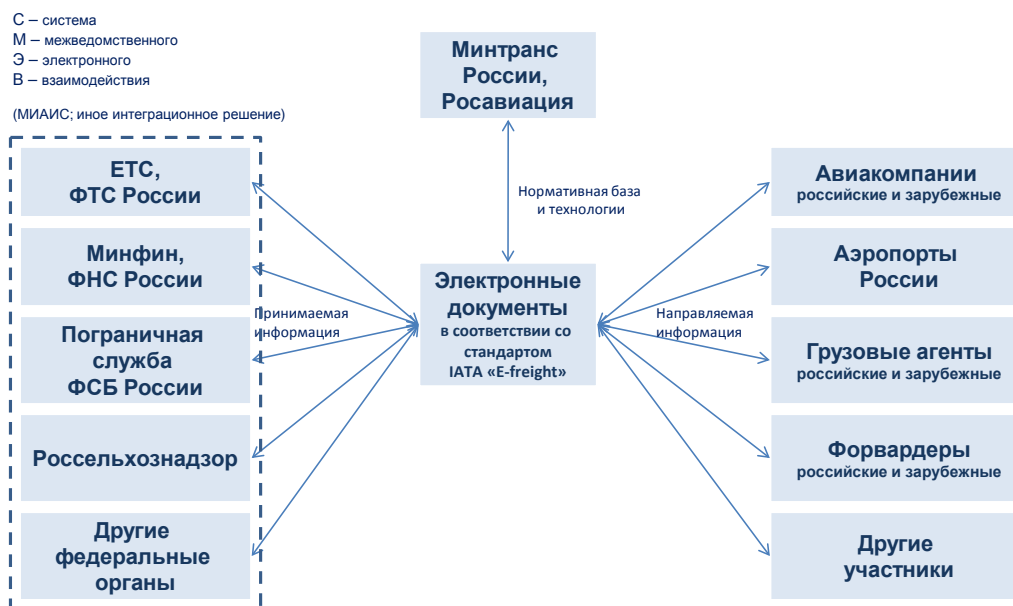 С – система
М – межведомственного
Э – электронного
В – взаимодействия
(МИАИС; иное интеграционное решение)
Минтранс
России,
Росавиация
ЕТС,
ФТС России
Минфин,
ФНС России
Пограничная
служба
ФСБ России
Россельхознадзор
Другие
федеральные
органы
Принимаемая
информация
Нормативная база
и технологии
Электронные
документы
в соответствии со
стандартом
IATA «E-freight»
Направляемая
информация
Авиакомпании
российские и зарубежные
Аэропорты
России
Грузовые агенты
российские и зарубежные
Форвардеры
российские и зарубежные
Другие
участники